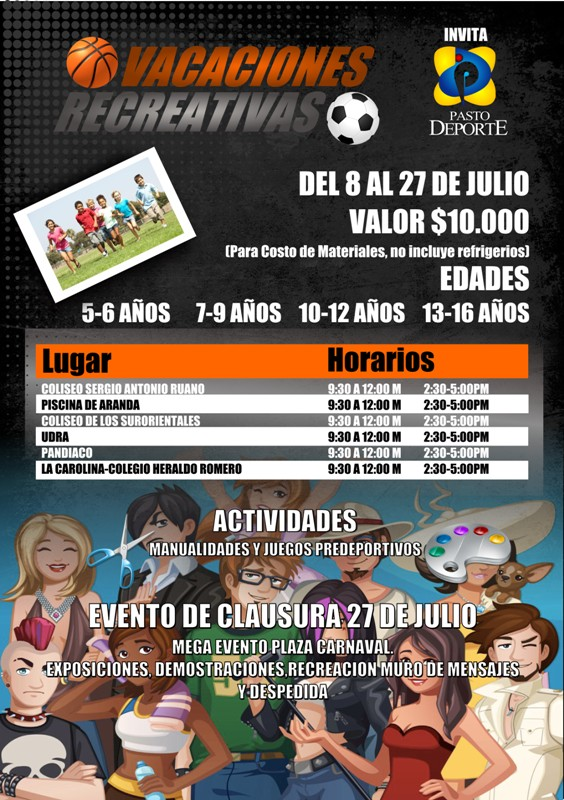 VACACIONES
RECREATIVAS
INVITA
PASTO
DEPORTE
DEL 8 AL 27 DE JULIO
VALOR $10.000
(Para Costo de Materiales, no incluye refrigerios)
EDADES
5-6 AÑOS 7-9 AÑOS 10-12 AÑOS 13-16 AÑOS
Lugar Horarios
COLISEO SERGIO ANTONIO RUANO 9:30 A 12:00 M 2:30-5:00PM
PISCINA DE ARANDA 9:30 A 12:00 M 2:30-5:00PM
COLISEO DE LOS SURORIENTALES 9:30 A 12:00 M 2:30-5:00PM
UDRA 9:30 A 12:00 M 2:30-5:00PM
PANDIACO 9:30 A 12:00 M 2:30-5:00PM
LA CAROLINA-COLEGIO HERALDO ROMERO 9:30 A 12:00 M 2:30-5:00PM
ACTIVIDADES
MANUALIDADES Y JUEGOS PREDEPORTIVOS
EVENTO DE CLAUSURA 27 DE JULIO
MEGA EVENTO PLAZA CARNAVAL,
EXPOSICIONES, DEMOSTRACIONES,RECREACION MURO DE MENSAJES
Y DESPEDIDA